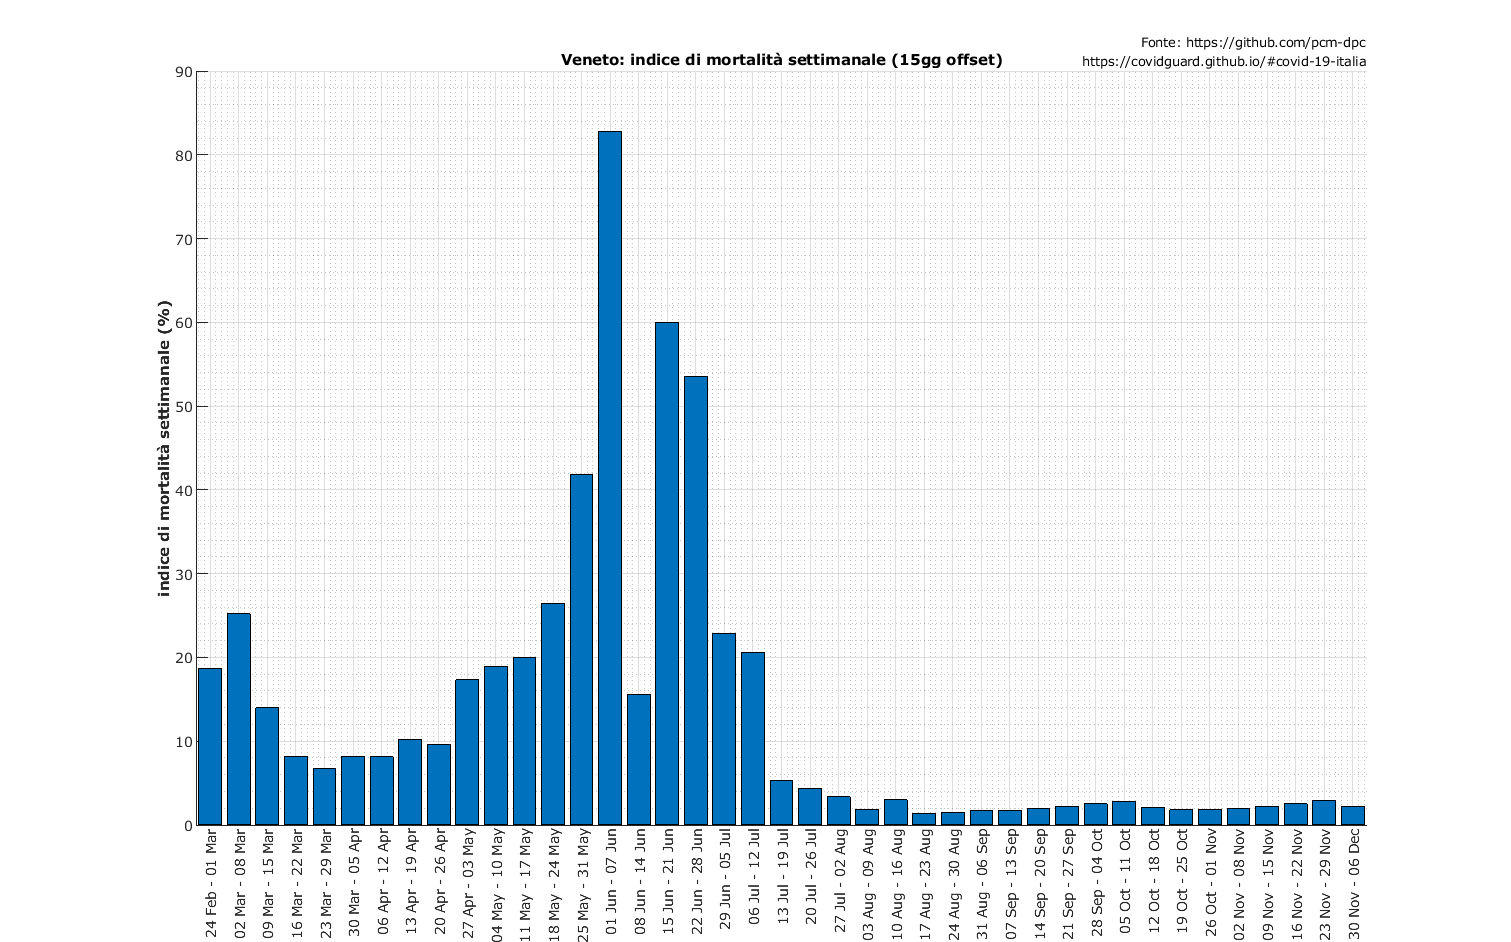 Fonte: https://github.com/pcm-dpc
Veneto: indice di mortalità settimanale (15gg offset)
https://covidguard.github.io/#covid-19-italia
90
80
70
60
50
40
30
20
10
0
indice di mortalità settimanale (%)
24 Feb - 01 Mar
02 Mar - 08 Mar
09 Mar - 15 Mar
16 Mar - 22 Mar
23 Mar - 29 Mar
30 Mar - 05 Apr
06 Apr - 12 Apr
13 Apr - 19 Apr
20 Apr - 26 Apr
27 Apr - 03 May
04 May - 10 May
11 May - 17 May
18 May - 24 May
25 May - 31 May
01 Jun - 07 Jun
08 Jun - 14 Jun
15 Jun - 21 Jun
22 Jun - 28 Jun
29 Jun - 05 Jul
06 Jul - 12 Jul
13 Jul - 19 Jul
20 Jul - 26 Jul
27 Jul - 02 Aug
03 Aug - 09 Aug
10 Aug - 16 Aug
17 Aug - 23 Aug
24 Aug - 30 Aug
31 Aug - 06 Sep
07 Sep - 13 Sep
14 Sep - 20 Sep
21 Sep - 27 Sep
28 Sep - 04 Oct
05 Oct - 11 Oct
12 Oct - 18 Oct
19 Oct - 25 Oct
26 Oct - 01 Nov
02 Nov - 08 Nov
09 Nov - 15 Nov
16 Nov - 22 Nov
23 Nov - 29 Nov
30 Nov - 06 Dec